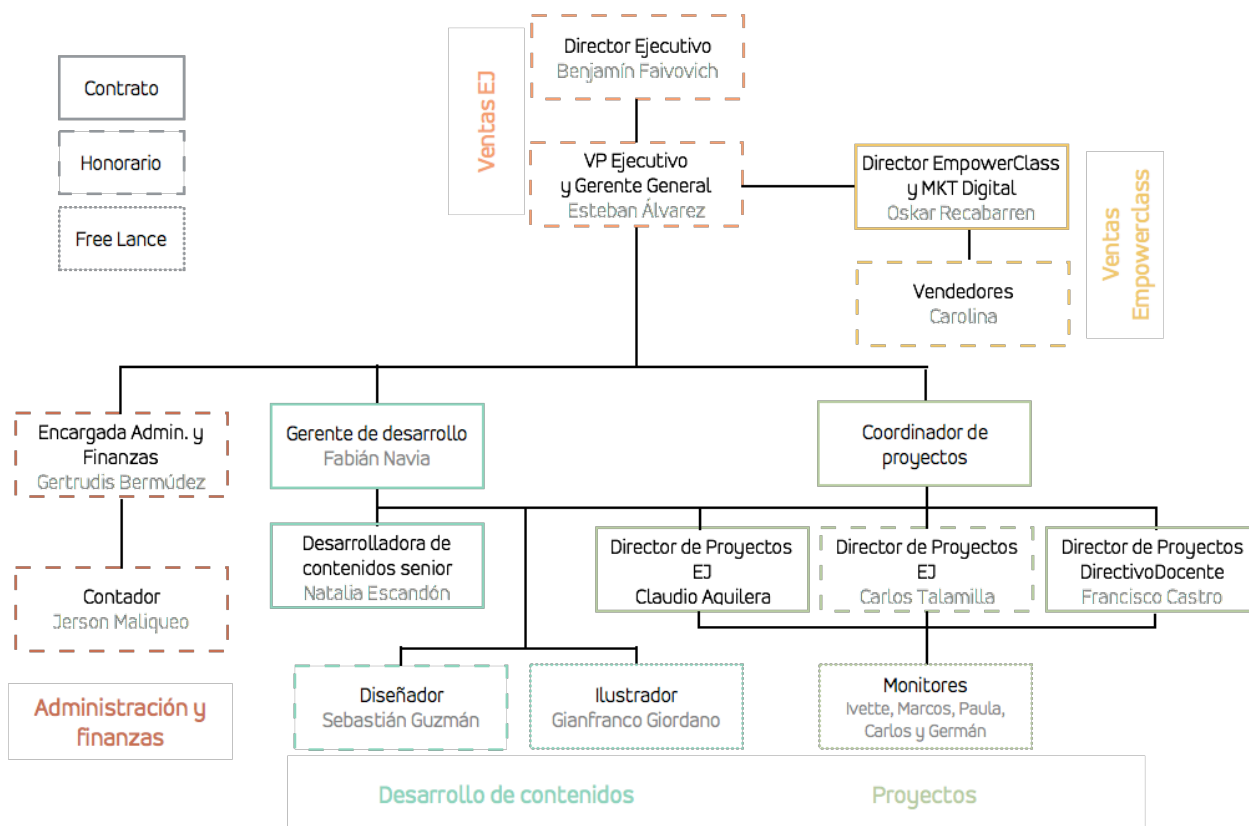 Contrato
Honorario
Free Lance
Ventas EJ
Director Ejecutivo
Benjamín Faivovich
VP Ejecutivo
y Gerente General
Esteban Álvarez
Director EmpowerClass
y MKT Digital
Oskar Recabarren
Vendedores
Carolina
Ventas
Empowerclass
Encargada Admin. y
Finanzas
Gertrudis Bermúdez
Contador
Jerson Maliqueo
Administración y
finanzas
Gerente de desarrollo
Fabián Navia
Desarrolladora de
contenidos senior
Natalia Escandón
Diseñador
Sebastián Guzmán
Ilustrador
Gianfranco Giordano
Coordinador de
proyectos
Director de Proyectos
EJ
Claudio Aguilera
Director de Proyectos
EJ
Carlos Talamilla
Director de Proyectos
DirectivoDocente
Francisco Castro
Monitores
Ivette, Marcos, Paula,
Carlos y Germán
Desarrollo de contenidos
Proyectos